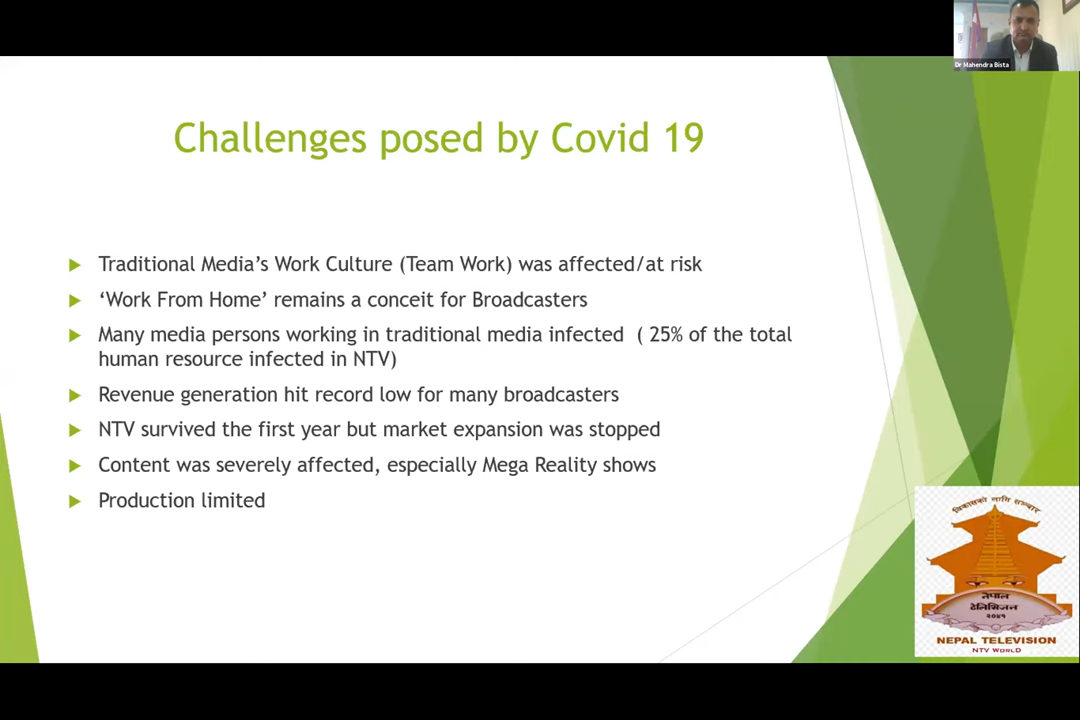 Dr Mahendra Bista
Challenges posed by Covid 19
Traditional Media’s Work Culture (Team Work) was affected/at risk
‘Work From Home’ remains a conceit for Broadcasters
Many media persons working in traditional media infected ( 25% of the total
human resource infected in NTV)
Revenue generation hit record low for many broadcasters
NTV survived the first year but market expansion was stopped
Content was severely affected, especially Mega Reality shows
Production limited
विकासको लागि सञ्चार
नेपाल
टेलिभिजन
२०४१
NEPAL TELEVISION
NTV WORLD